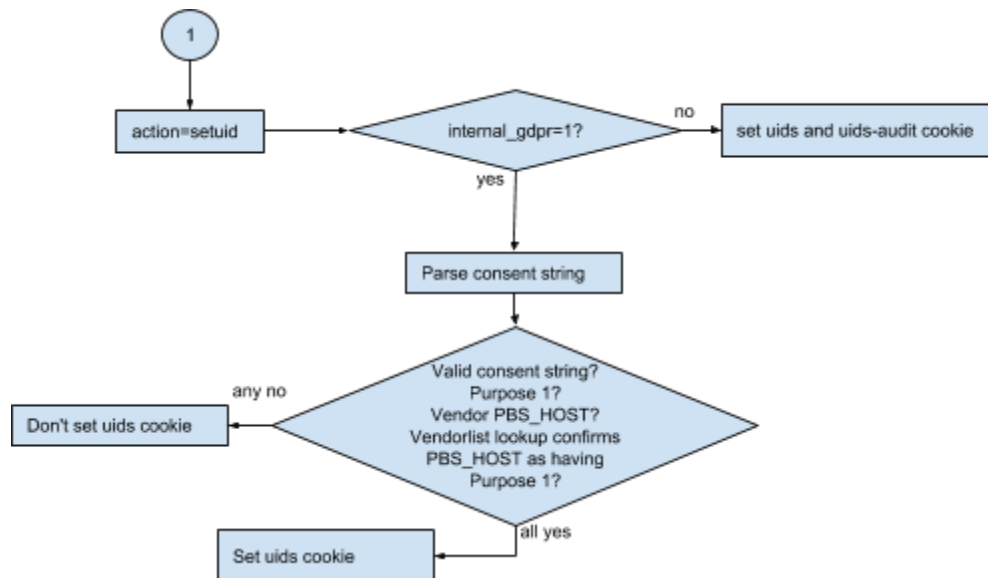 1
action=setuid
internal_gdpr=1?
no
set uids and uids-audit cookie
yes
Parse consent string
Valid consent string?
Purpose 1?
Vendor PBS_HOST?
Vendorlist lookup confirms
PBS_HOST as having
Purpose 1?
any no
Don't set uids cookie
all yes
Set uids cookie